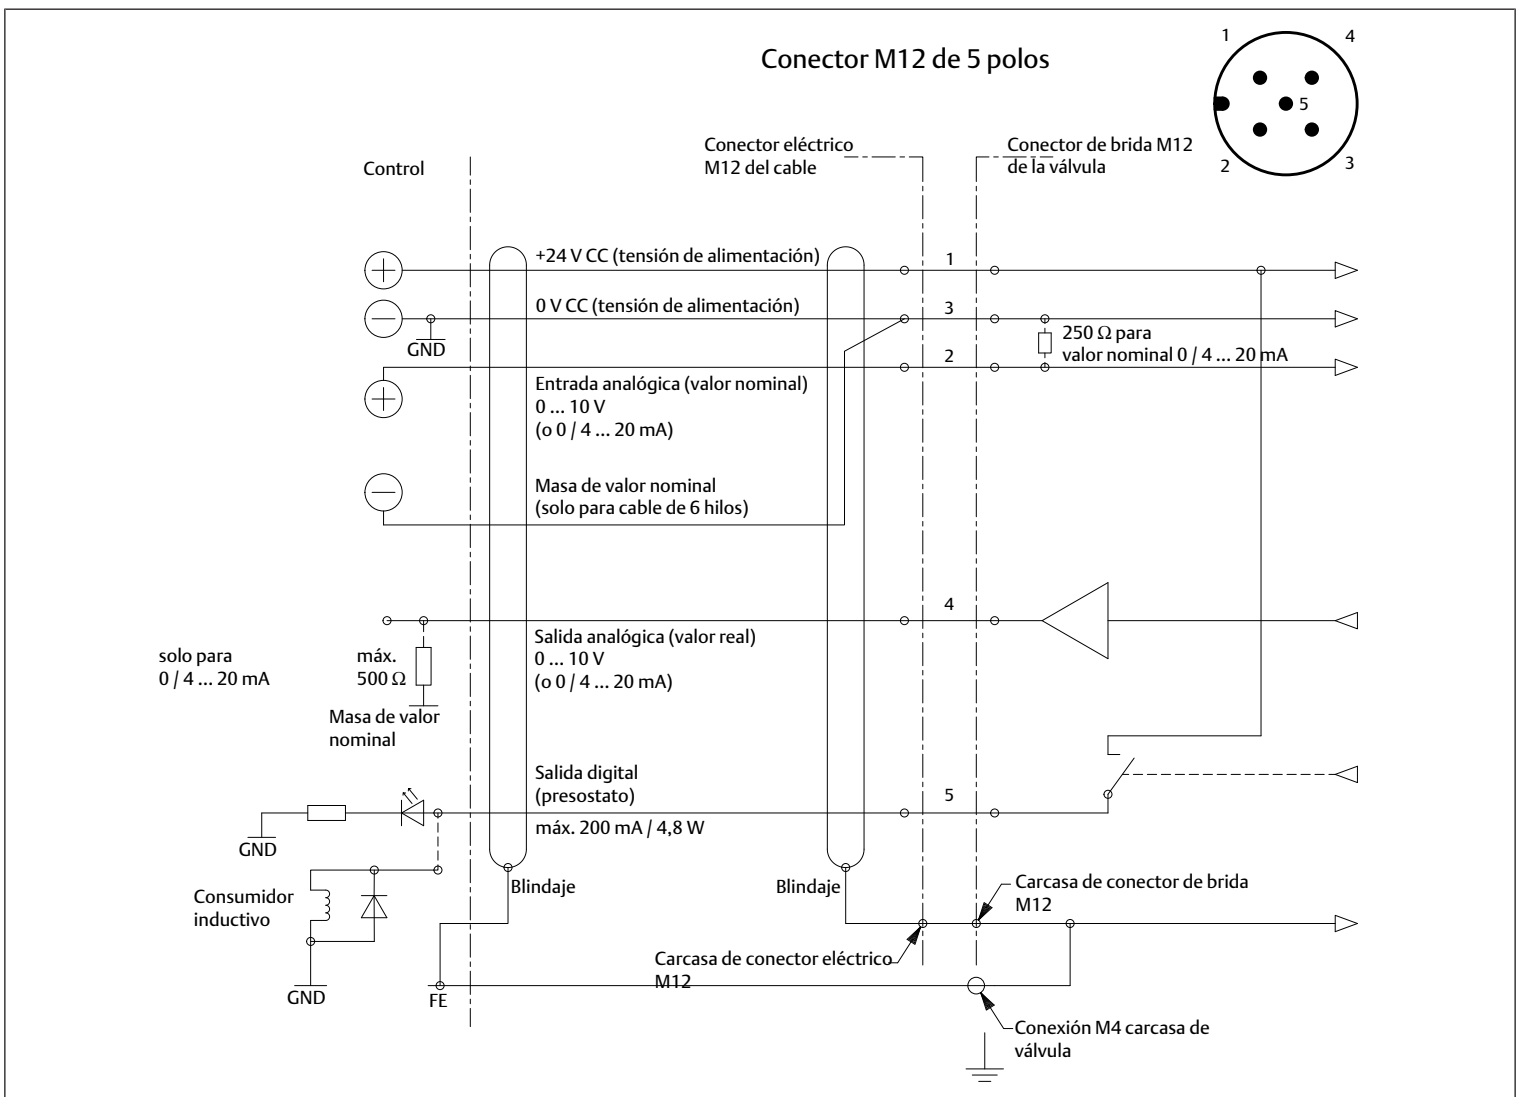 Conector M12 de 5 polos
1
4
5
2
3
Control
Conector eléctrico
M12 del cable
Conector de brida M12
de la válvula
+24 V CC (tensión de alimentación)
1
0 V CC (tensión de alimentación)
3
GND
250 Ω para
valor nominal 0 / 4 ... 20 mA
2
Entrada analógica (valor nominal)
0 ... 10 V
(o 0 / 4 ... 20 mA)
Masa de valor nominal
(solo para cable de 6 hilos)
4
Salida analógica (valor real)
0 ... 10 V
(o 0 / 4 ... 20 mA)
solo para
0 / 4 ... 20 mA
máx.
500 Ω
Masa de valor
nominal
Salida digital
(presostato)
máx. 200 mA / 4,8 W
5
GND
Consumidor
inductivo
GND
Blindaje
Blindaje
Carcasa de conector de brida
M12
Carcasa de conector eléctrico
M12
FE
Conexión M4 carcasa de
válvula